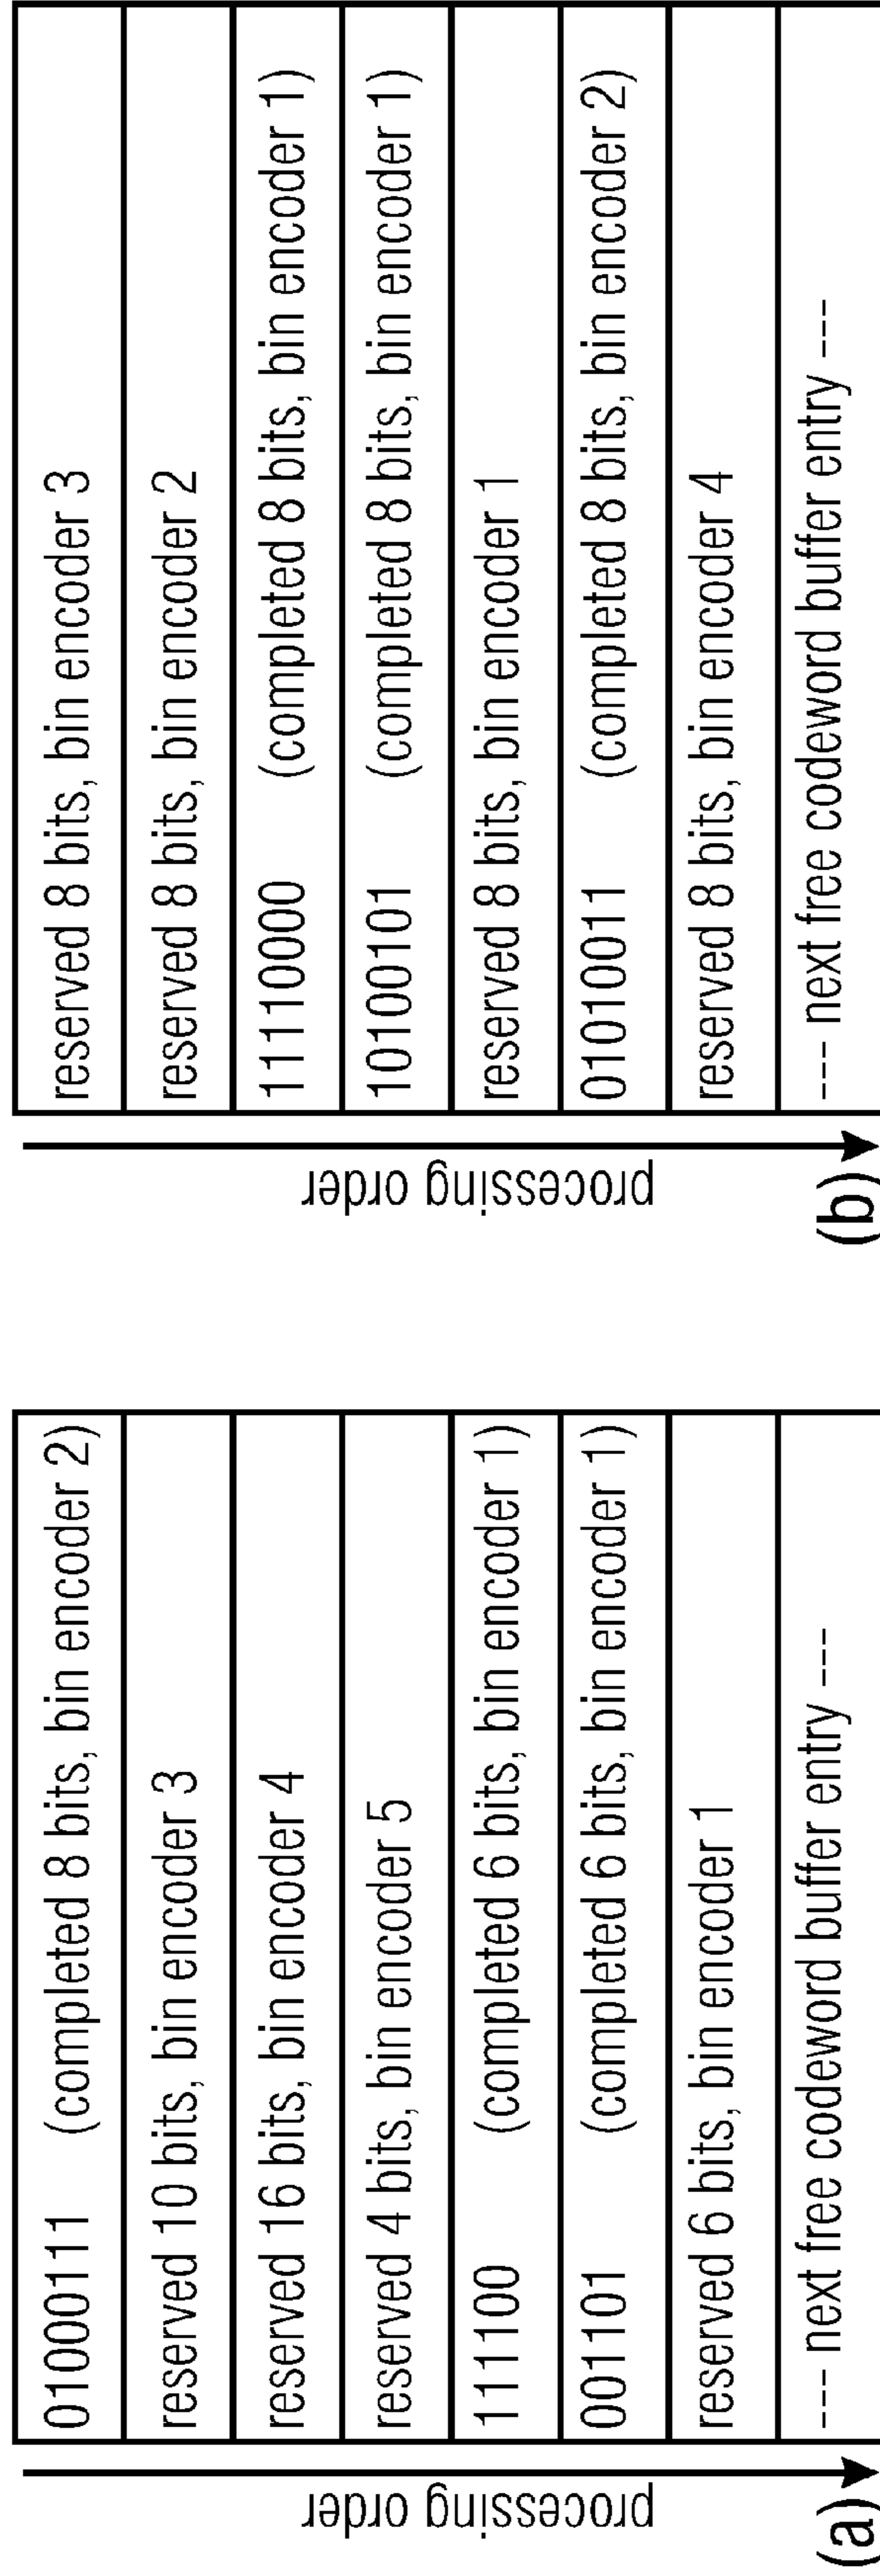 processing order
01000111 (completed 8 bits, bin encoder 2)
reserved 10 bits, bin encoder 3
reserved 16 bits, bin encoder 4
reserved 4 bits, bin encoder 5
111100 (completed 6 bits, bin encoder 1)
001101 (completed 6 bits, bin encoder 1)
reserved 6 bits, bin encoder 1
--- next free codeword buffer entry ---
(a)
processing order
reserved 8 bits, bin encoder 3
reserved 8 bits, bin encoder 2
11110000 (completed 8 bits, bin encoder 1)
10100101 (completed 8 bits, bin encoder 1)
reserved 8 bits, bin encoder 1
01010011 (completed 8 bits, bin encoder 2)
reserved 8 bits, bin encoder 4
--- next free codeword buffer entry ---
(b)